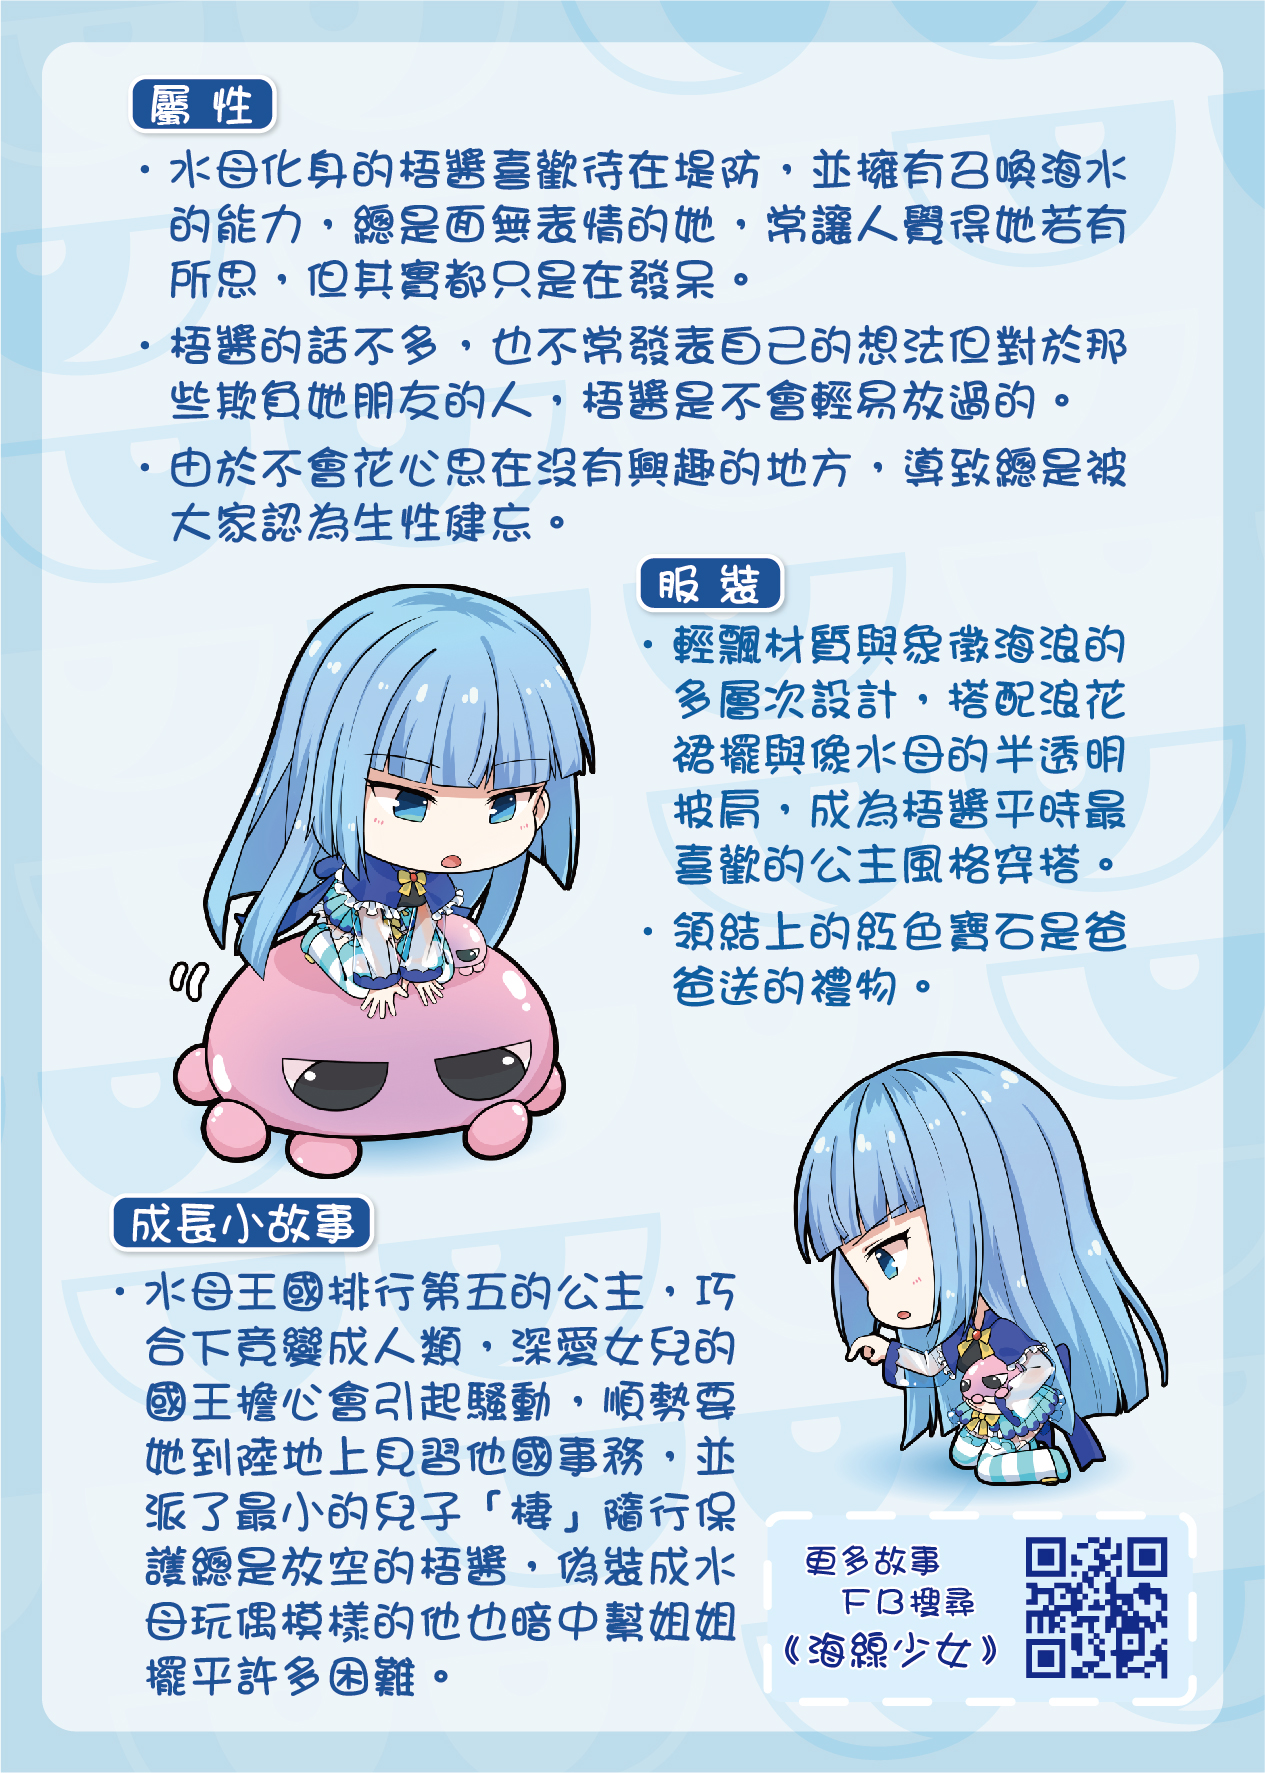 屬性
・水母化身的梧醬喜歡待在堤防，並擁有召喚海水
的能力，總是面無表情的她，常讓人覺得她若有
所思，但其實都只是在發呆。
・梧醬的話不多，也不常發表自己的想法但對於那
些欺負她朋友的人，梧醬是不會輕易放過的。
・由於不會花心思在沒有興趣的地方，導致總是被
大家認為生性健忘。
服裝
・輕飄材質與象徵海浪的
多層次設計，搭配浪花
裙擺與像水母的半透明
披肩，成為梧醬平時最
喜歡的公主風格穿搭。
・領結上的紅色寶石是爸
爸送的禮物。
成長小故事
・水母王國排行第五的公主，巧
合下竟變成人類，深愛女兒的
國王擔心會引起騷動，順勢要
她到陸地上見習他國事務，並
派了最小的兒子「棲」隨行保
護總是放空的梧醬，偽裝成水
母玩偶模樣的他也暗中幫姐姐
擺平許多困難。
更多故事
FB搜尋
《海線少女》